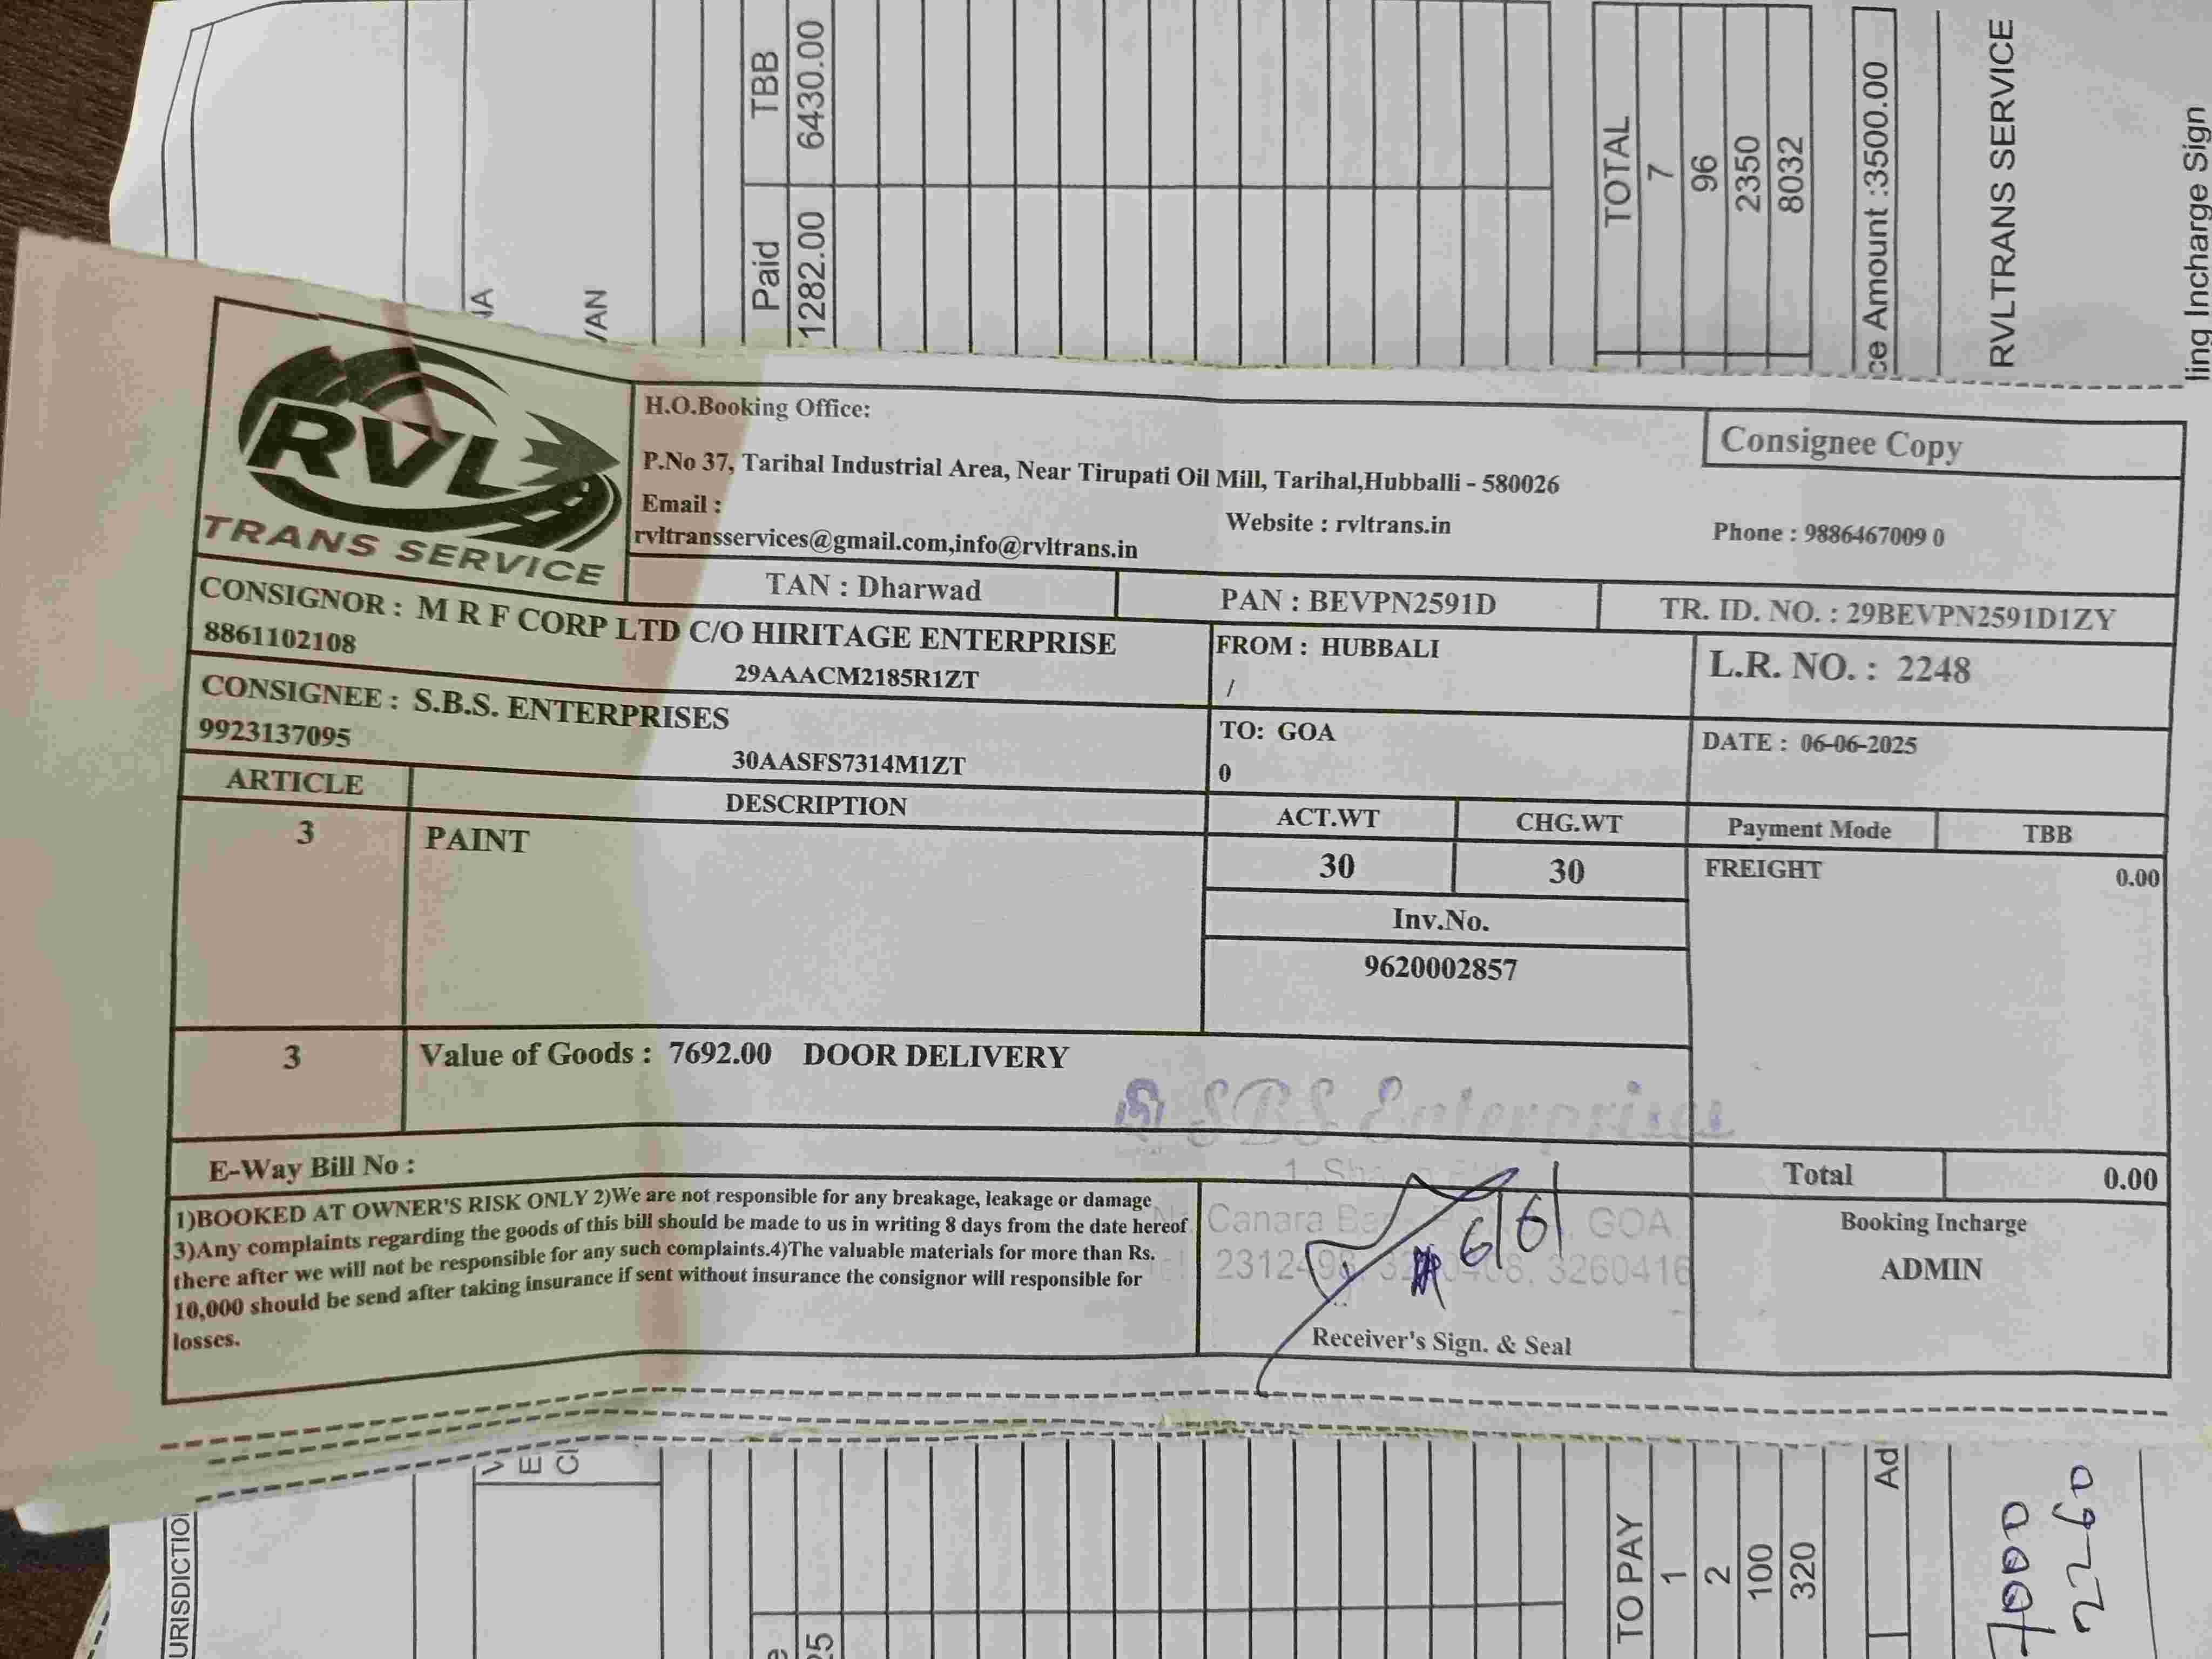 TBB
6430.00
Paid
1282.00
TOTAL
7
96
2350
8032
ce Amount :3500.00
RVLTRANS SERVICE
ling Incharge Sign
/AN
RVL
TRANS SERVICE
H.O.Booking Office:
Consignee Copy
P.No 37, Tarihal Industrial Area, Near Tirupati Oil Mill, Tarihal,Hubballi - 580026
Email :
rvltransservices@gmail.com,info@rvltrans.in
Website : rvltrans.in
Phone : 9886467009 0
TAN : Dharwad
PAN : BEVPN2591D
TR. ID. NO. : 29BEVPN2591D1ZY
CONSIGNOR : M R F CORP LTD C/O HIRITAGE ENTERPRISE
8861102108
29AAACM2185R1ZT
FROM : HUBBALI
/
L.R. NO. : 2248
CONSIGNEE : S.B.S. ENTERPRISES
9923137095
30AASFS7314M1ZT
TO: GOA
0
DATE : 06-06-2025
ARTICLE
DESCRIPTION
ACT.WT
CHG.WT
Payment Mode
TBB
3
PAINT
30
30
FREIGHT
0.00
Inv.No.
9620002857
3
Value of Goods : 7692.00 DOOR DELIVERY
SBS Enterprises
E-Way Bill No :
Total
0.00
1)BOOKED AT OWNER'S RISK ONLY 2)We are not responsible for any breakage, leakage or damage
3)Any complaints regarding the goods of this bill should be made to us in writing 8 days from the date hereof
there after we will not be responsible for any such complaints.4)The valuable materials for more than Rs.
10,000 should be send after taking insurance if sent without insurance the consignor will responsible for
losses.
Canara GOA
3260416
6/6/
Receiver's Sign. & Seal
Booking Incharge
ADMIN
URISDICTIO
TO PAY
1
2
100
320
Ad
7000
2260